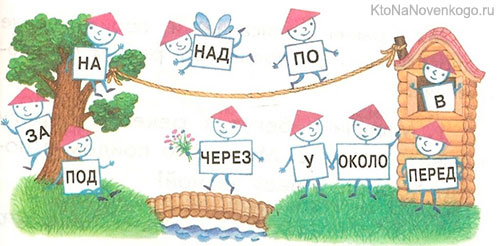 KtoNaNovenkogo.ru
НА
НАД
ПО
В
ЗА
ПОД
ЧЕРЕЗ
У
ОКОЛО
ПЕРЕД